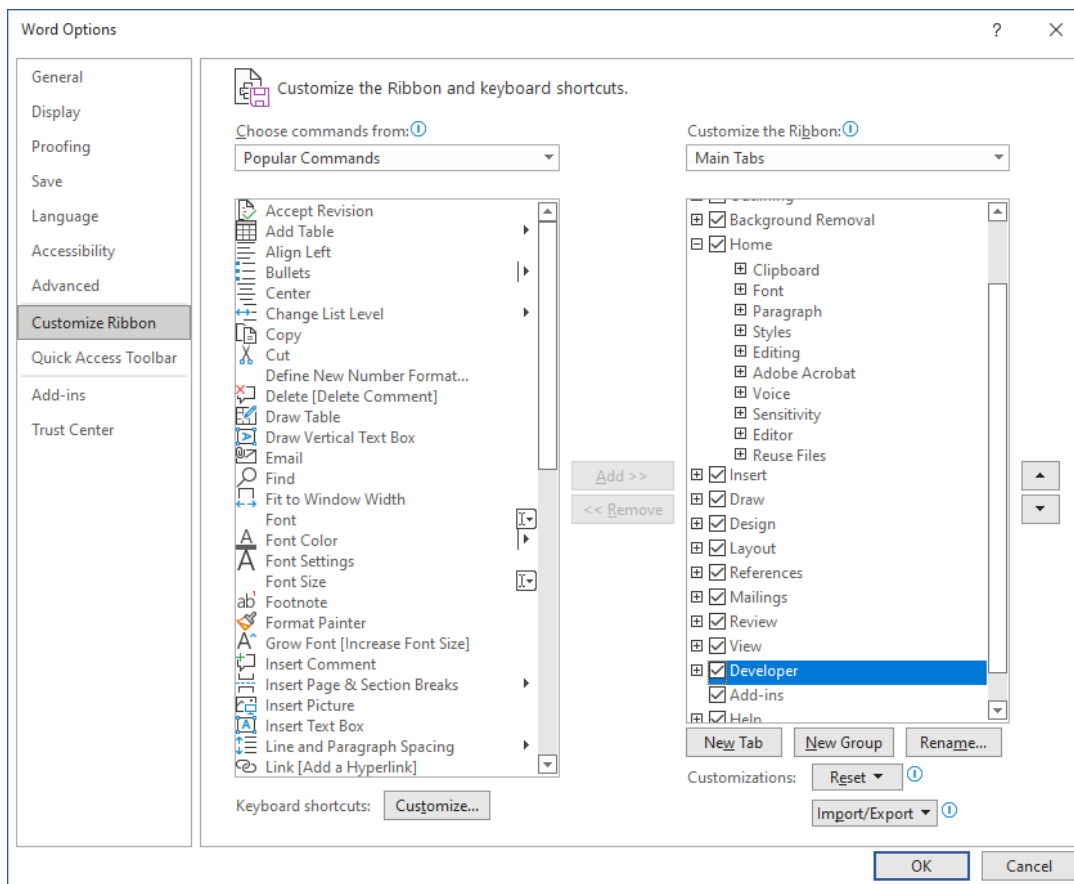 Word Options
?
General
Display
Proofing
Save
Language
Accessibility
Advanced
Customize Ribbon
Quick Access Toolbar
Add-ins
Trust Center
Customize the Ribbon and keyboard shortcuts.
Choose commands from:
Popular Commands
Accept Revision
Add Table
Align Left
Bullets
Center
Change List Level
Copy
Cut
Define New Number Format...
Delete [Delete Comment]
Draw Table
Draw Vertical Text Box
Email
Find
Fit to Window Width
Font
Font Color
Font Settings
Font Size
Footnote
Format Painter
Grow Font [Increase Font Size]
Insert Comment
Insert Page & Section Breaks
Insert Picture
Insert Text Box
Line and Paragraph Spacing
Link [Add a Hyperlink]
Keyboard shortcuts: Customize...
Add >>
<< Remove
Customize the Ribbon:
Main Tabs
Background Removal
Home
Clipboard
Font
Paragraph
Styles
Editing
Adobe Acrobat
Voice
Sensitivity
Editor
Reuse Files
Insert
Draw
Design
Layout
References
Mailings
Review
View
Developer
Add-ins
Help
New Tab New Group Rename...
Customizations: Reset
Import/Export
OK Cancel